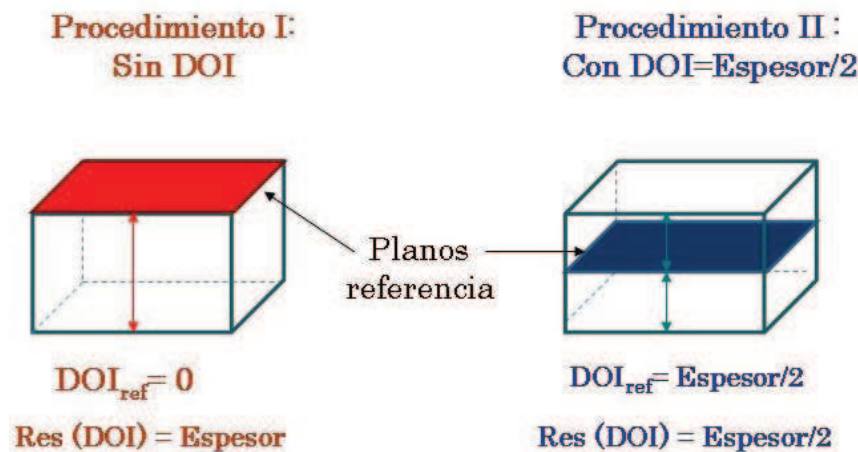 Procedimiento I:
Sin DOI
Procedimiento II :
Con DOI=Espesor/2
Planos
referencia
DOIref= 0
Res (DOI) = Espesor
DOIref= Espesor/2
Res (DOI) = Espesor/2